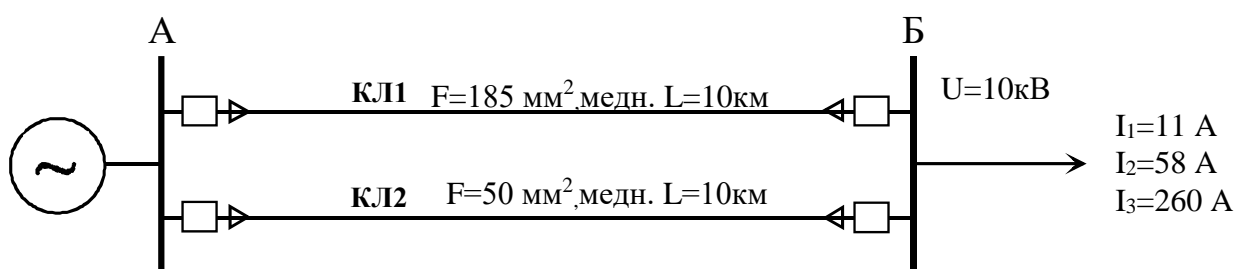 А
Б
КЛ1 F=185 мм²,медн. L=10км
U=10кВ
I₁=11 А
I₂=58 А
I₃=260 А
~
КЛ2 F=50 мм²,медн. L=10км